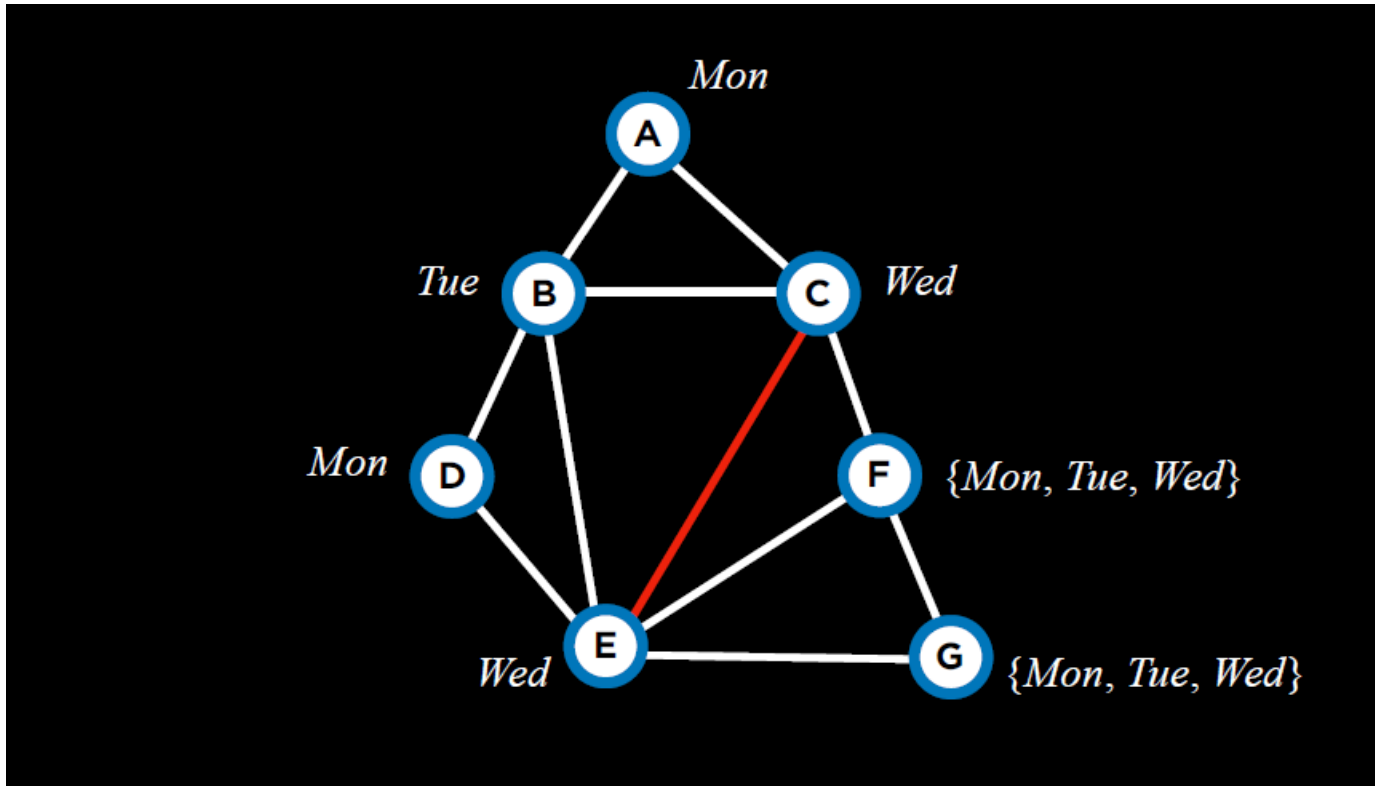 Mon
A
Tue
B
C
Wed
Mon
D
F
{Mon, Tue, Wed}
E
Wed
G
{Mon, Tue, Wed}